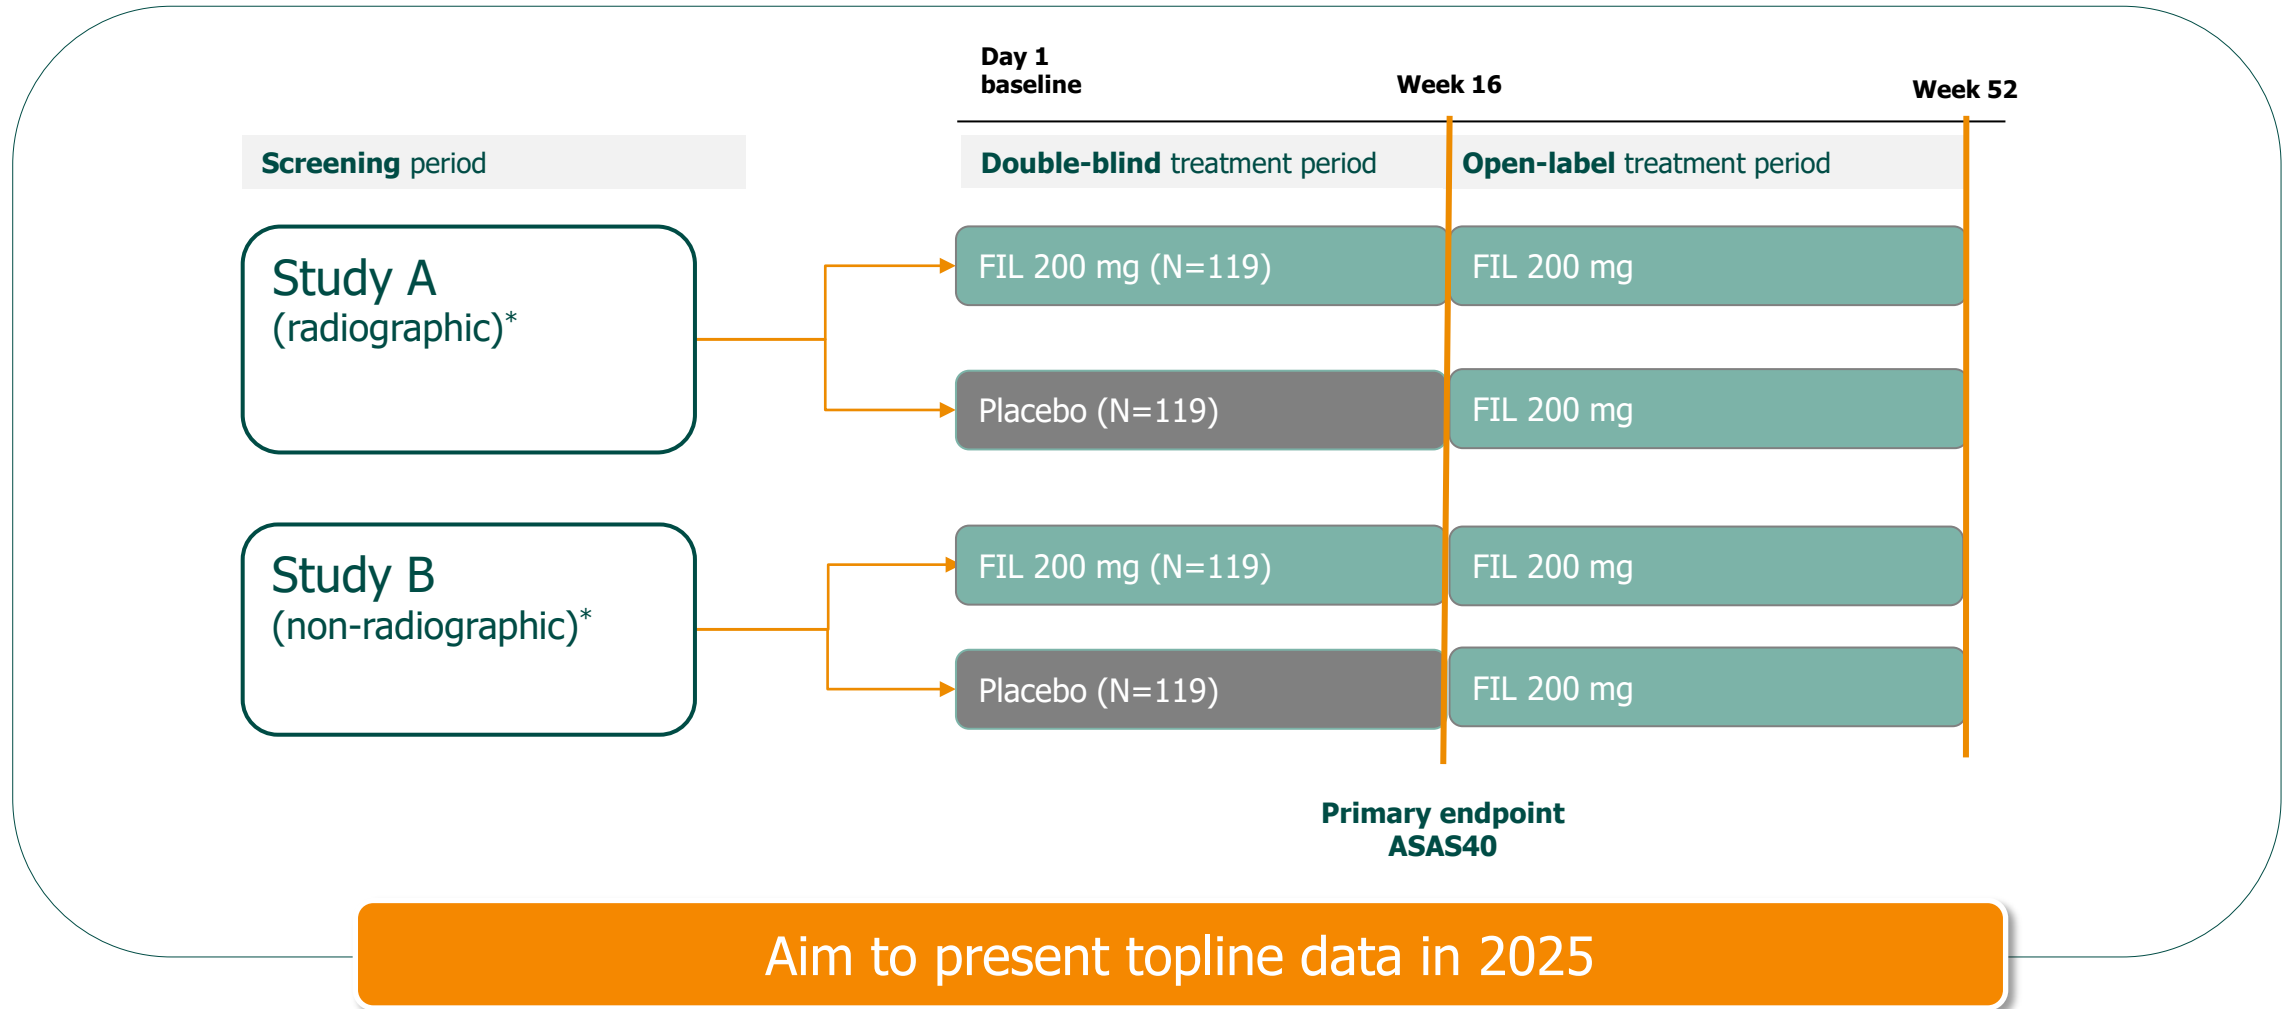 Day 1
baseline
Week 16
Week 52
Screening period
Double-blind treatment period
Open-label treatment period
Study A
(radiographic)*
FIL 200 mg (N=119)
FIL 200 mg
Placebo (N=119)
FIL 200 mg
Study B
(non-radiographic)*
FIL 200 mg (N=119)
FIL 200 mg
Placebo (N=119)
FIL 200 mg
Primary endpoint
ASAS40
Aim to present topline data in 2025